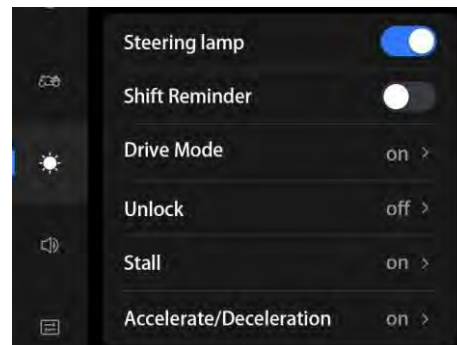 Steering lamp
Shift Reminder
Drive Mode on >
Unlock off >
Stall on >
Accelerate/Deceleration on >